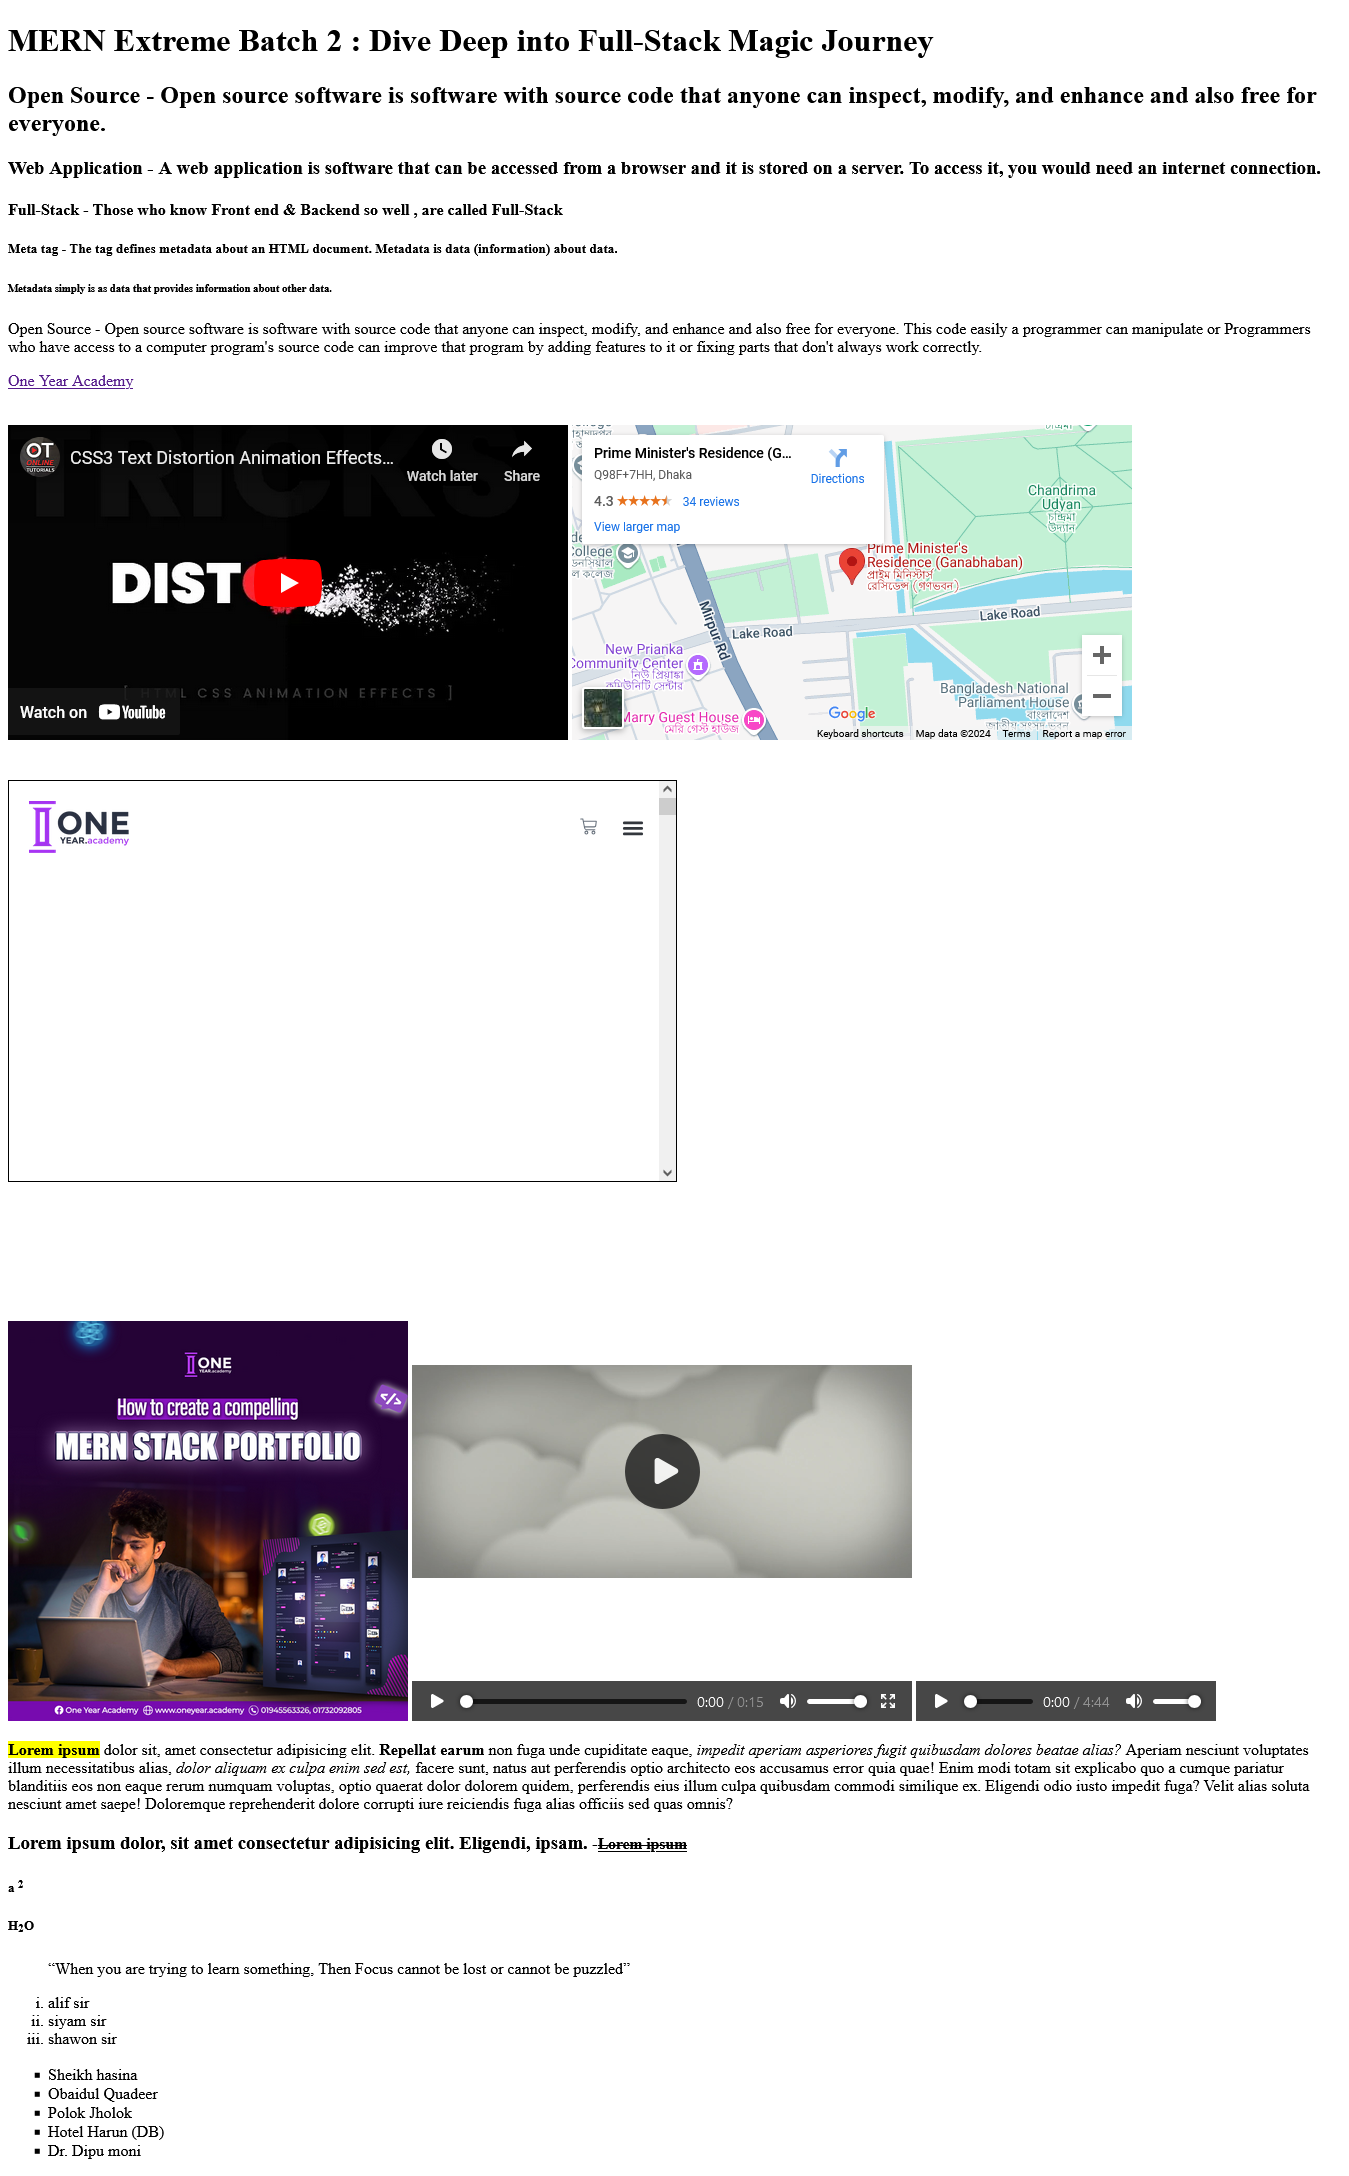 MERN Extreme Batch 2 : Dive Deep into Full-Stack Magic Journey
Open Source - Open source software is software with source code that anyone can inspect, modify, and enhance and also free for
everyone.
Web Application - A web application is software that can be accessed from a browser and it is stored on a server. To access it, you would need an internet connection.
Full-Stack - Those who know Front end & Backend so well , are called Full-Stack
Meta tag - The tag defines metadata about an HTML document. Metadata is data (information) about data.
Metadata simply is as data that provides information about other data.
Open Source - Open source software is software with source code that anyone can inspect, modify, and enhance and also free for everyone. This code easily a programmer can manipulate or Programmers
who have access to a computer program's source code can improve that program by adding features to it or fixing parts that don't always work correctly.
One Year Academy
TRICKS
OT
ONLINE
TUTORIALS
CSS3 Text Distortion Animation Effects…
Watch later
Share
DISTO
[ HTML CSS ANIMATION EFFECTS ]
Watch on YouTube
Prime Minister's Residence (G…
Q98F+7HH, Dhaka
Directions
4.3 34 reviews
View larger map
College
Chandrima
Udyan
চন্দ্রিমা
উদ্যান
Prime Minister's
Residence (Ganabhaban)
প্রাইম মিনিস্টার্স
রেসিডেন্স (গণভবন)
Mirpur Rd
Lake Road
Lake Road
New Prianka
Community Center
নিউ প্রিয়াঙ্কা
কমিউনিটি সেন্টার
Bangladesh National
Parliament House
বাংলাদেশ
Marry Guest House
মেরি গেস্ট হাউজ
Google
Keyboard shortcuts
Map data ©2024
Terms
Report a map error
ONE
YEAR.academy
ONE
YEAR.academy
How to create a compelling
MERN STACK PORTFOLIO
One Year Academy www.oneyear.academy 01945563326, 01732092805
0:00 / 0:15
0:00 / 4:44
Lorem ipsum dolor sit, amet consectetur adipisicing elit. Repellat earum non fuga unde cupiditate eaque, impedit aperiam asperiores fugit quibusdam dolores beatae alias? Aperiam nesciunt voluptates
illum necessitatibus alias, dolor aliquam ex culpa enim sed est, facere sunt, natus aut perferendis optio architecto eos accusamus error quia quae! Enim modi totam sit explicabo quo a cumque pariatur
blanditiis eos non eaque rerum numquam voluptas, optio quaerat dolor dolorem quidem, perferendis eius illum culpa quibusdam commodi similique ex. Eligendi odio iusto impedit fuga? Velit alias soluta
nesciunt amet saepe! Doloremque reprehenderit dolore corrupti iure reiciendis fuga alias officiis sed quas omnis?
Lorem ipsum dolor, sit amet consectetur adipisicing elit. Eligendi, ipsam. -Lorem ipsum
a ²
H₂O
“When you are trying to learn something, Then Focus cannot be lost or cannot be puzzled”
i. alif sir
ii. siyam sir
iii. shawon sir
▪ Sheikh hasina
▪ Obaidul Quadeer
▪ Polok Jholok
▪ Hotel Harun (DB)
▪ Dr. Dipu moni